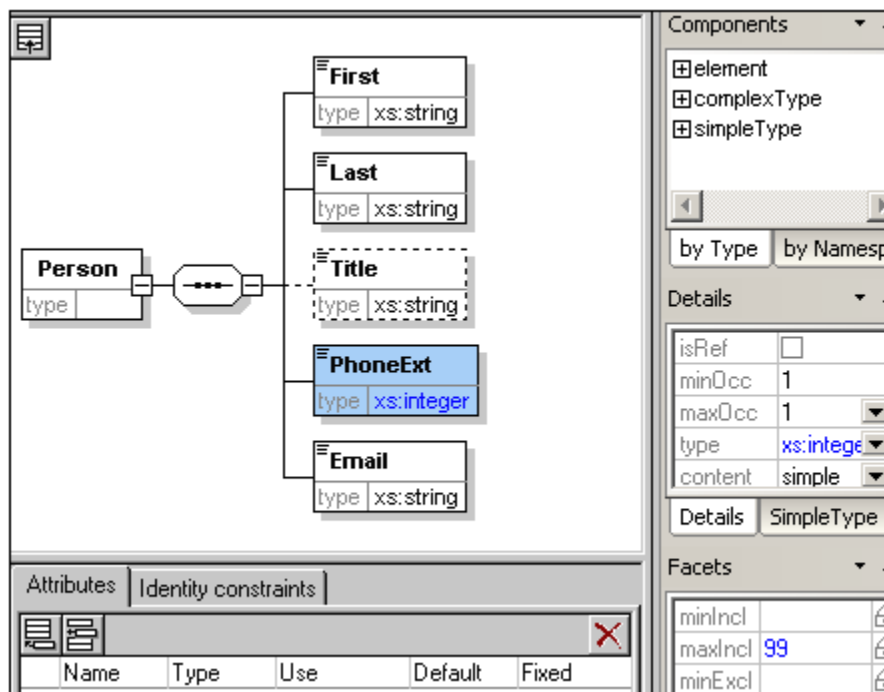 First
type xs:string
Last
type xs:string
Person
type
Title
type xs:string
PhoneExt
type xs:integer
Email
type xs:string
Attributes Identity constraints
Name Type Use Default Fixed
Components
element
complexType
simpleType
by Type by Namesp
Details
isRef
minOcc 1
maxOcc 1
type xs:intege
content simple
Details SimpleType
Facets
minIncl
maxIncl 99
minExcl